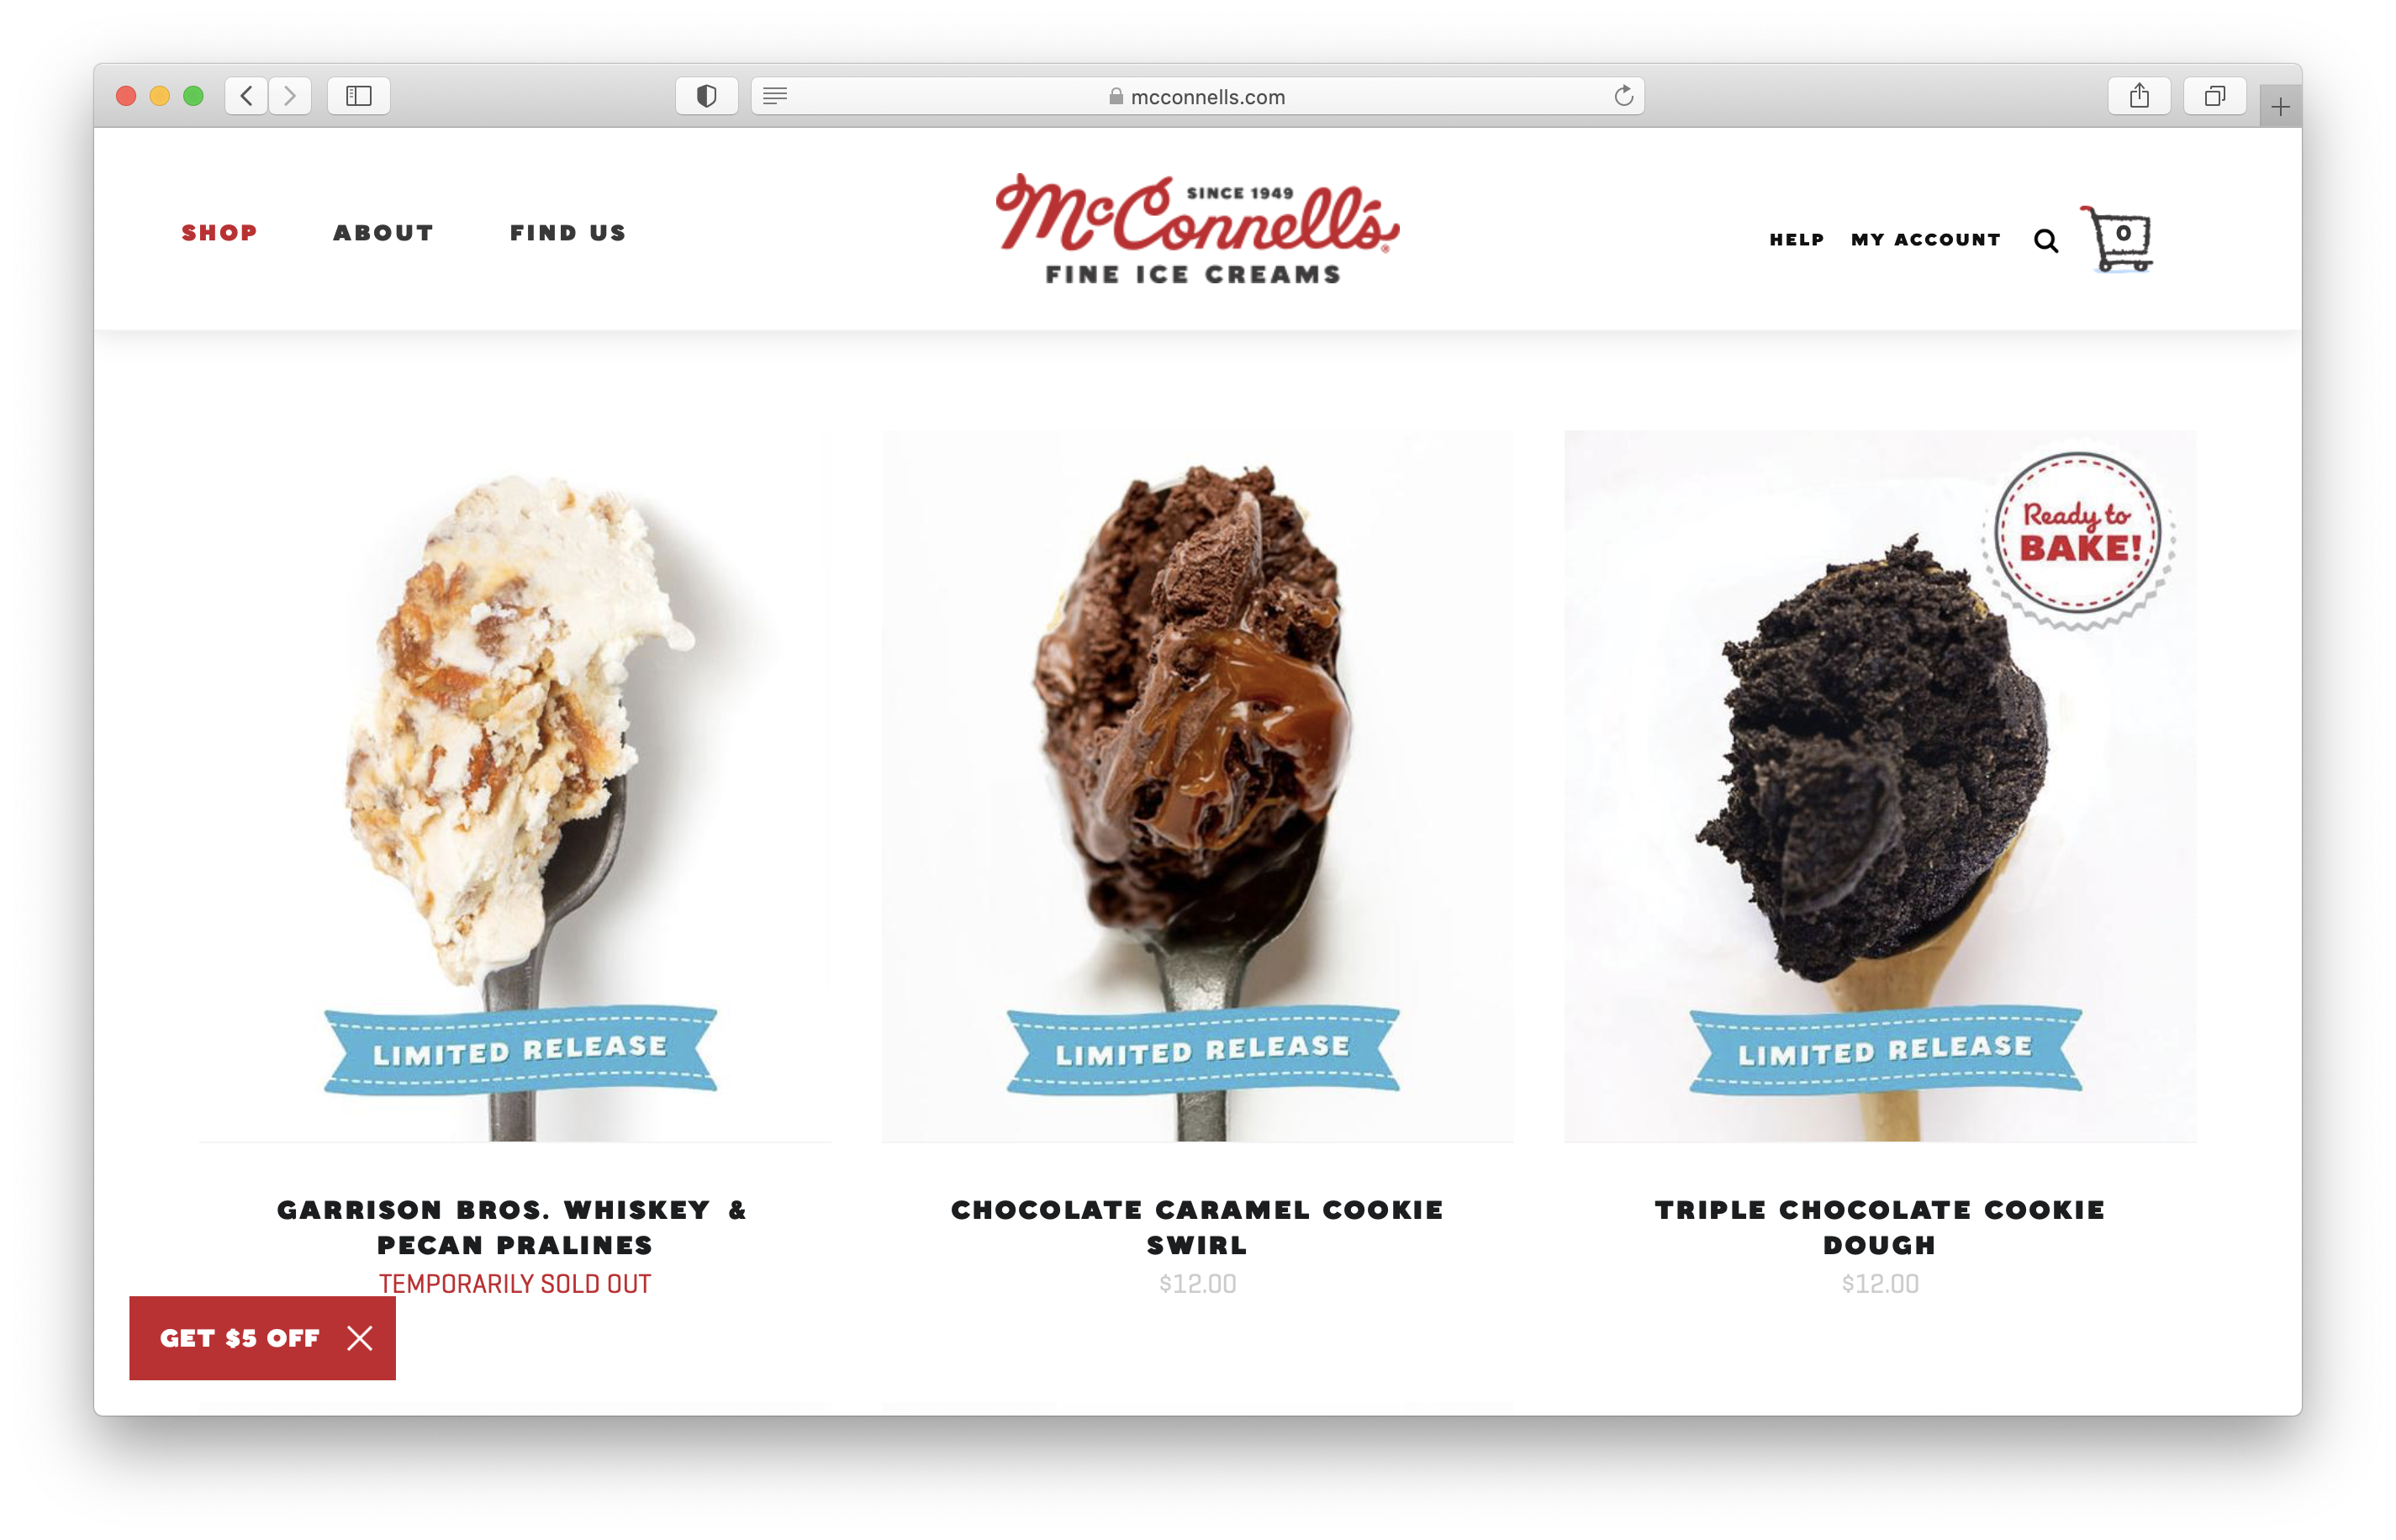 mcconnells.com
SHOP ABOUT FIND US
SINCE 1949
McConnell's®
FINE ICE CREAMS
HELP MY ACCOUNT 0
Ready to
BAKE!
LIMITED RELEASE LIMITED RELEASE LIMITED RELEASE
GARRISON BROS. WHISKEY &
PECAN PRALINES
TEMPORARILY SOLD OUT
CHOCOLATE CARAMEL COOKIE
SWIRL
$12.00
TRIPLE CHOCOLATE COOKIE
DOUGH
$12.00
GET $5 OFF